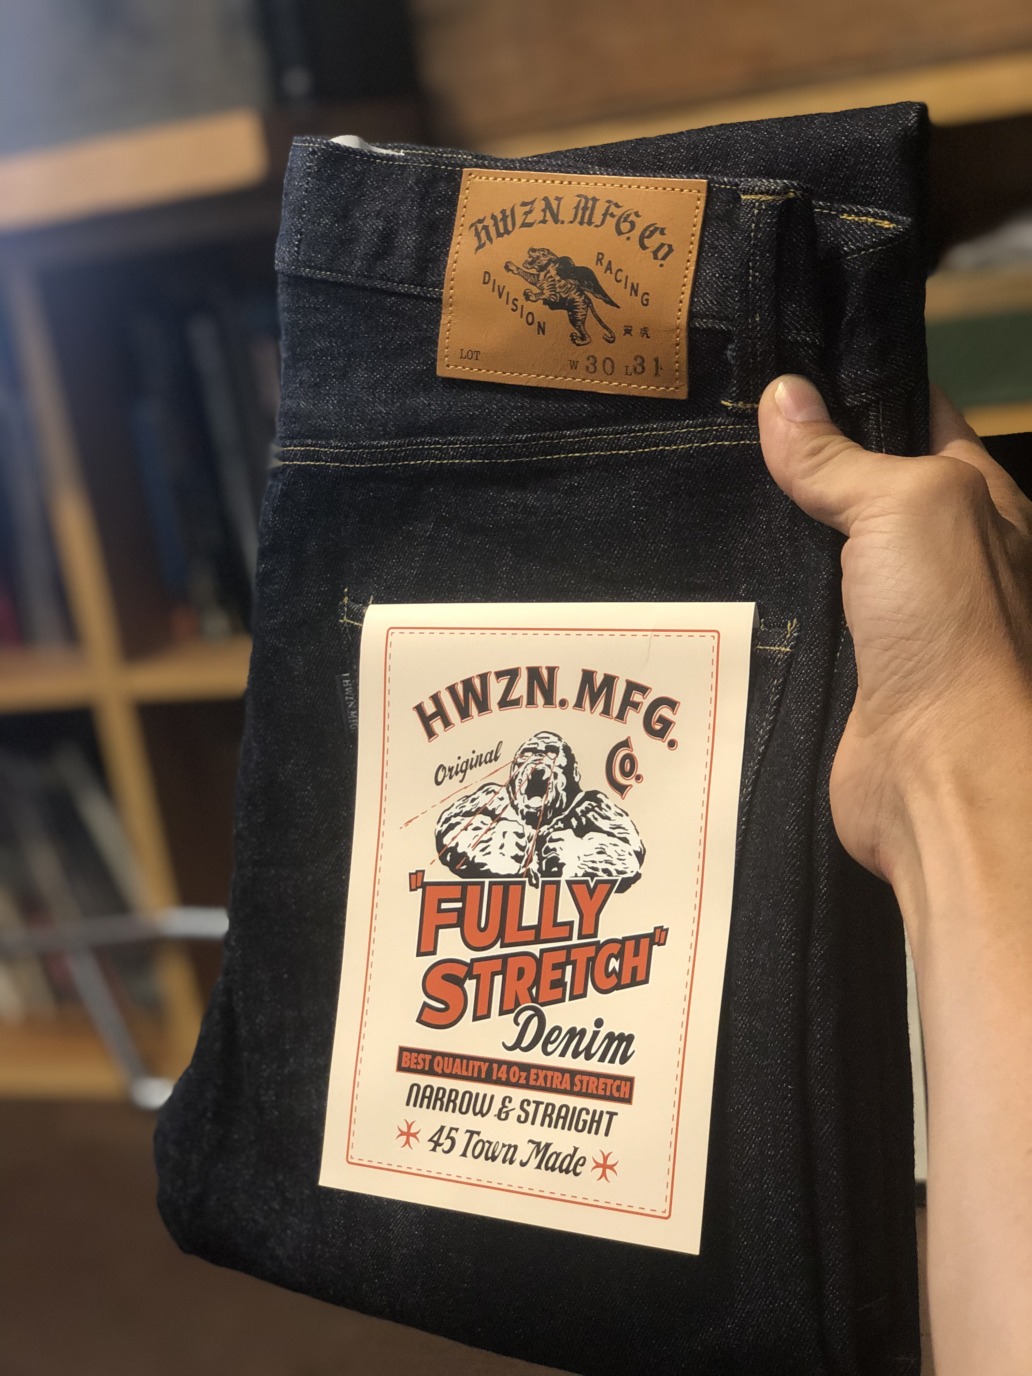 HWZN.MFG.Co.
RACING
DIVISION
LOT W 30 L 31
HWZN.MFG.
Co.
Original
"FULLY
STRETCH"
Denim
BEST QUALITY 14 Oz EXTRA STRETCH
NARROW & STRAIGHT
45 Town Made